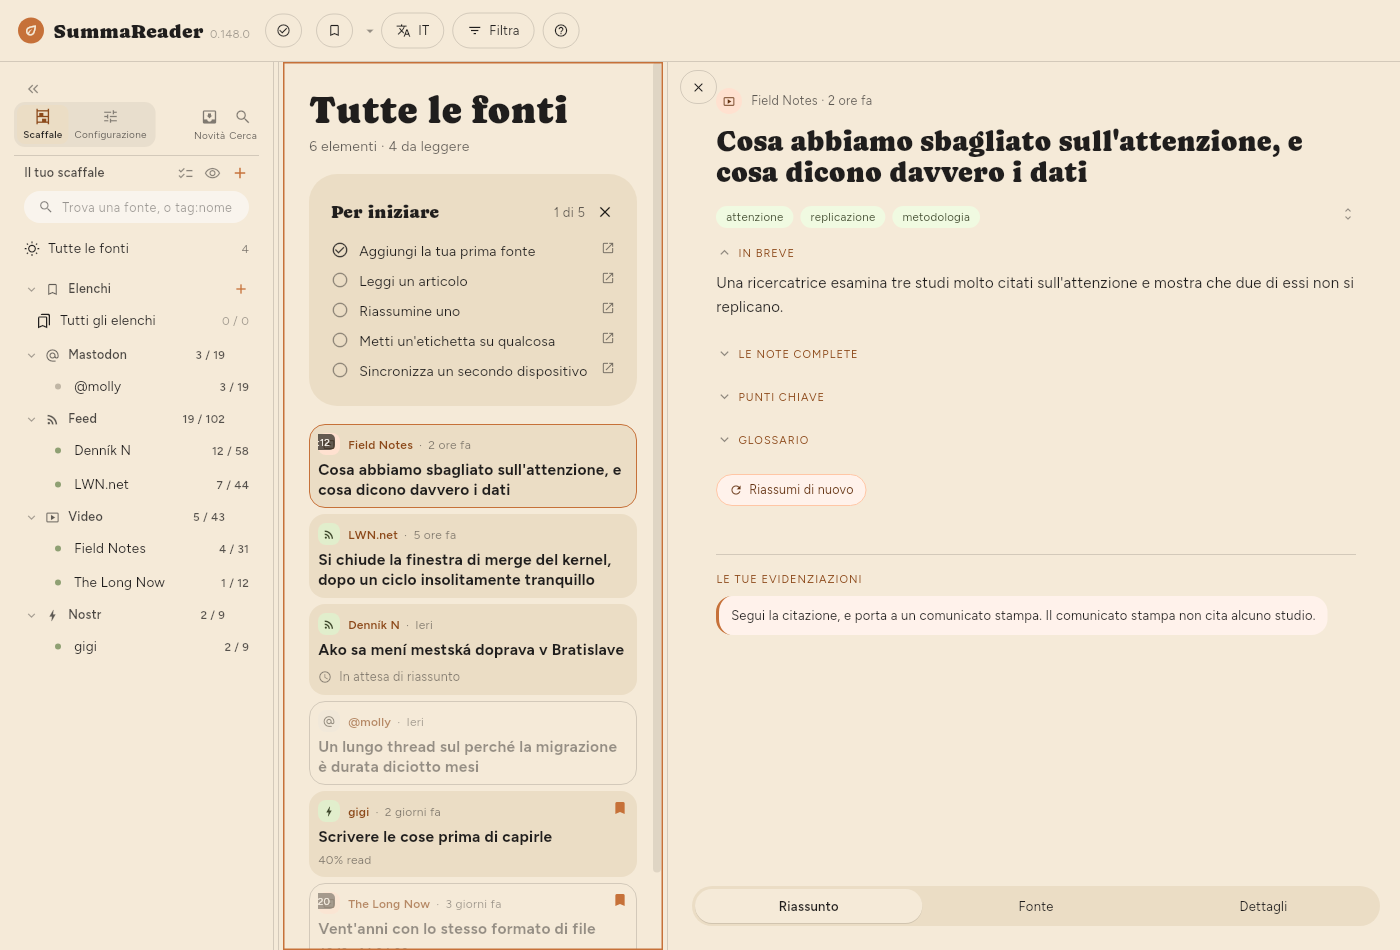 SummaReader 0.148.0
IT
Filtra
Scaffale
Configurazione
Novità
Cerca
Il tuo scaffale
Trova una fonte, o tag:nome
Tutte le fonti 4
Elenchi
Tutti gli elenchi 0 / 0
Mastodon 3 / 19
@molly 3 / 19
Feed 19 / 102
Denník N 12 / 58
LWN.net 7 / 44
Video 5 / 43
Field Notes 4 / 31
The Long Now 1 / 12
Nostr 2 / 9
gigi 2 / 9
Tutte le fonti
6 elementi · 4 da leggere
Per iniziare 1 di 5
Aggiungi la tua prima fonte
Leggi un articolo
Riassumine uno
Metti un'etichetta su qualcosa
Sincronizza un secondo dispositivo
:12
Field Notes · 2 ore fa
Cosa abbiamo sbagliato sull'attenzione, e
cosa dicono davvero i dati
LWN.net · 5 ore fa
Si chiude la finestra di merge del kernel,
dopo un ciclo insolitamente tranquillo
Denník N · Ieri
Ako sa mení mestská doprava v Bratislave
In attesa di riassunto
@molly · Ieri
Un lungo thread sul perché la migrazione
è durata diciotto mesi
gigi · 2 giorni fa
Scrivere le cose prima di capirle
40% read
20
The Long Now · 3 giorni fa
Vent'anni con lo stesso formato di file
Field Notes · 2 ore fa
Cosa abbiamo sbagliato sull'attenzione, e
cosa dicono davvero i dati
attenzione
replicazione
metodologia
IN BREVE
Una ricercatrice esamina tre studi molto citati sull'attenzione e mostra che due di essi non si
replicano.
LE NOTE COMPLETE
PUNTI CHIAVE
GLOSSARIO
Riassumi di nuovo
LE TUE EVIDENZIAZIONI
Segui la citazione, e porta a un comunicato stampa. Il comunicato stampa non cita alcuno studio.
Riassunto
Fonte
Dettagli